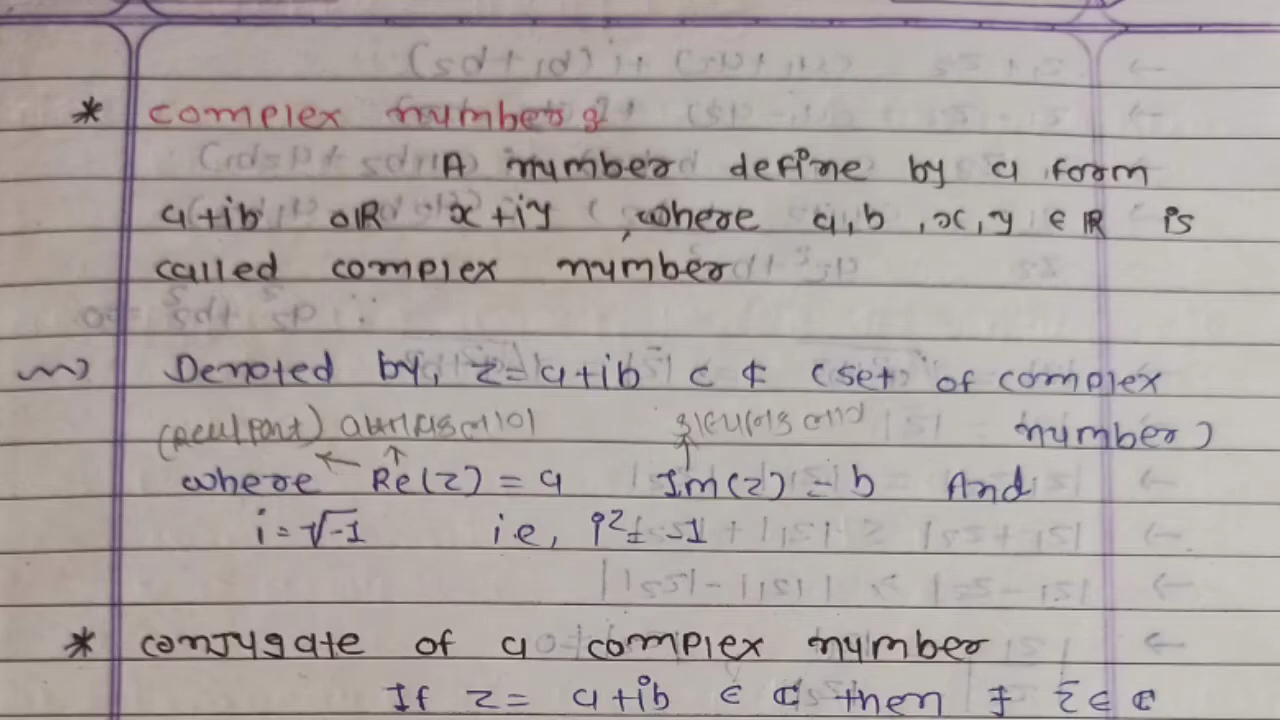 * complex numbers :
A number define by a form
a+ib OR x+iy , where a,b ,x,y ∈ ℝ is
called complex number
Denoted by, z = a+ib ∈ ℂ (set of complex
(Real part) number)
where Re(z) = a Im(z) = b And
i = √-1 i.e, i² = -1
* conjugate of a complex number
If z = a+ib ∈ ℂ then ∃ z̄ ∈ ℂ